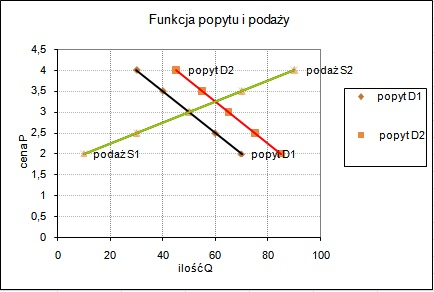 Funkcja popytu i podaży
4,5
4
3,5
3
2,5
2
1,5
1
0,5
0
cena P
popyt D2
podaż S2
podaż S1
popyt D1
0 20 40 60 80 100
ilość Q
popyt D1
popyt D2